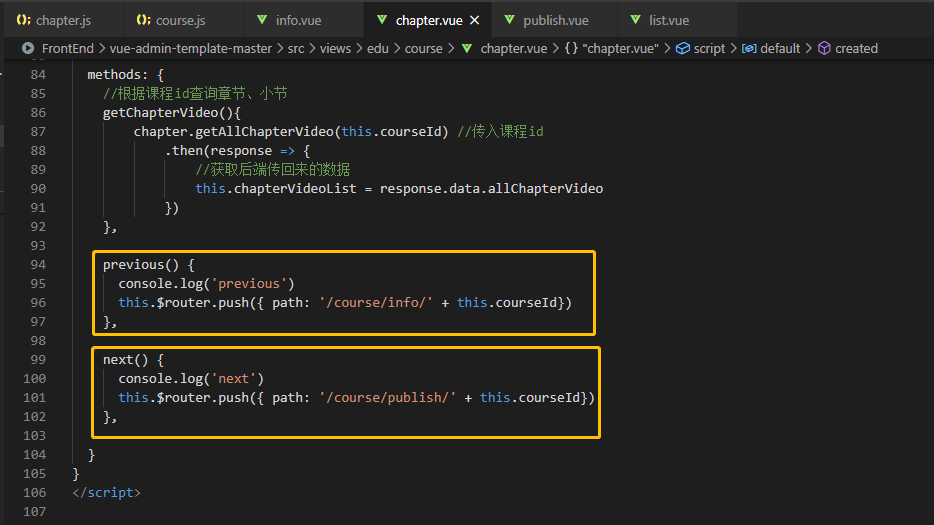 chapter.js course.js info.vue chapter.vue publish.vue list.vue
FrontEnd > vue-admin-template-master > src > views > edu > course > chapter.vue > {} "chapter.vue" > script > default > created
84 methods: {
85 //根据课程id查询章节、小节
86 getChapterVideo(){
87 chapter.getAllChapterVideo(this.courseId) //传入课程id
88 .then(response => {
89 //获取后端传回来的数据
90 this.chapterVideoList = response.data.allChapterVideo
91 })
92 },
93
94 previous() {
95 console.log('previous')
96 this.$router.push({ path: '/course/info/' + this.courseId})
97 },
98
99 next() {
100 console.log('next')
101 this.$router.push({ path: '/course/publish/' + this.courseId})
102 },
103
104 }
105 }
106 </script>
107